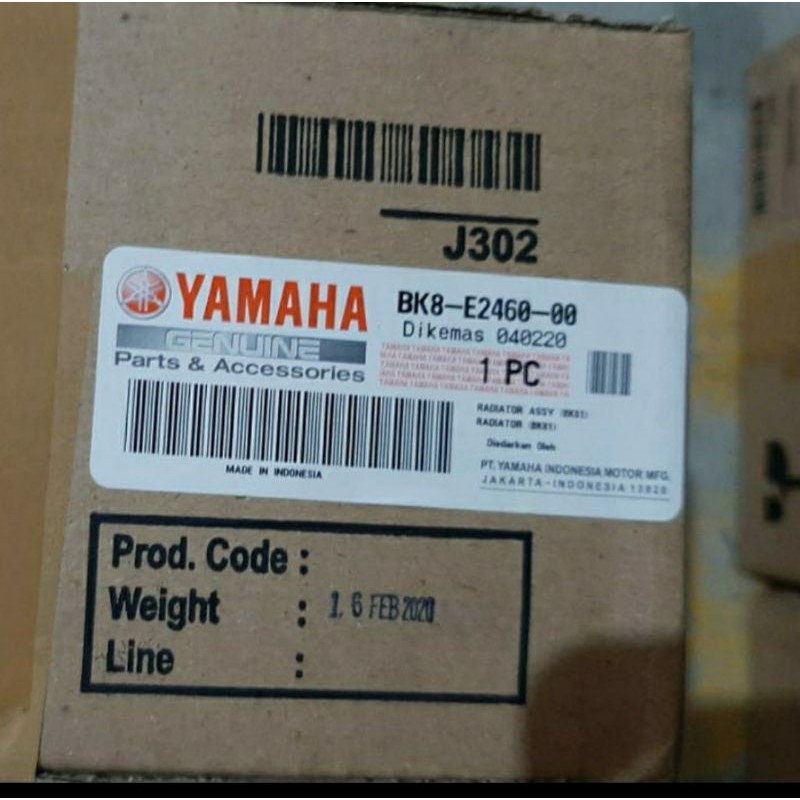 J302
YAMAHA
GENUINE
Parts & Accessories
BK8-E2460-00
Dikemas 040220
1 PC
RADIATOR ASSY (BK81)
RADIATOR (BK81)
Diedarkan Oleh
PT. YAMAHA INDONESIA MOTOR MFG.
JAKARTA-INDONESIA 13920
MADE IN INDONESIA
Prod. Code :
Weight : 1 6 FEB 2020
Line :